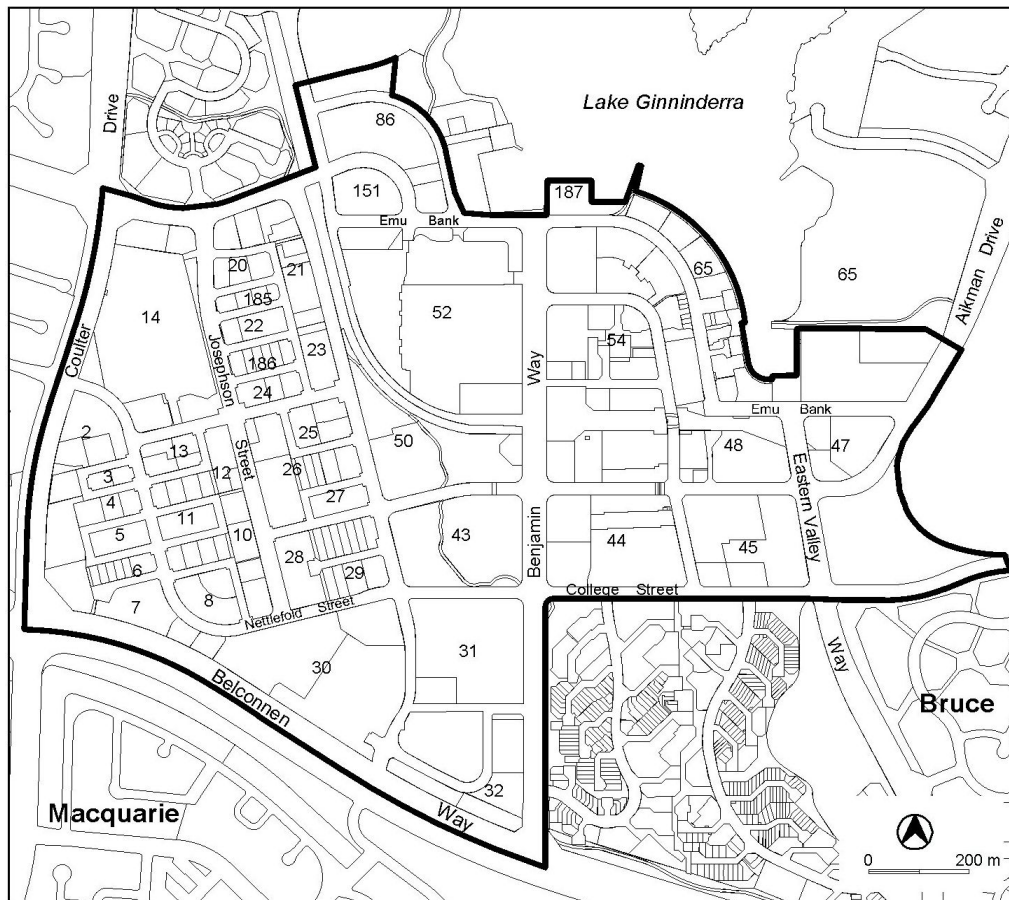 Lake Ginninderra
Drive
86
151
187
Emu Bank
65
65
Aikman Drive
20
21
185
14
52
22
Coulter
Josephson
Way
54
23
186
24
Emu Bank
2
25
50
48
47
13
Street
3
12
26
4
27
Eastern Valley
11
5
10
43
Benjamin
44
45
28
6
29
College Street
7
8
Nettlefold Street
31
30
Way
Belconnen
Bruce
32
Macquarie
Way
0 200 m